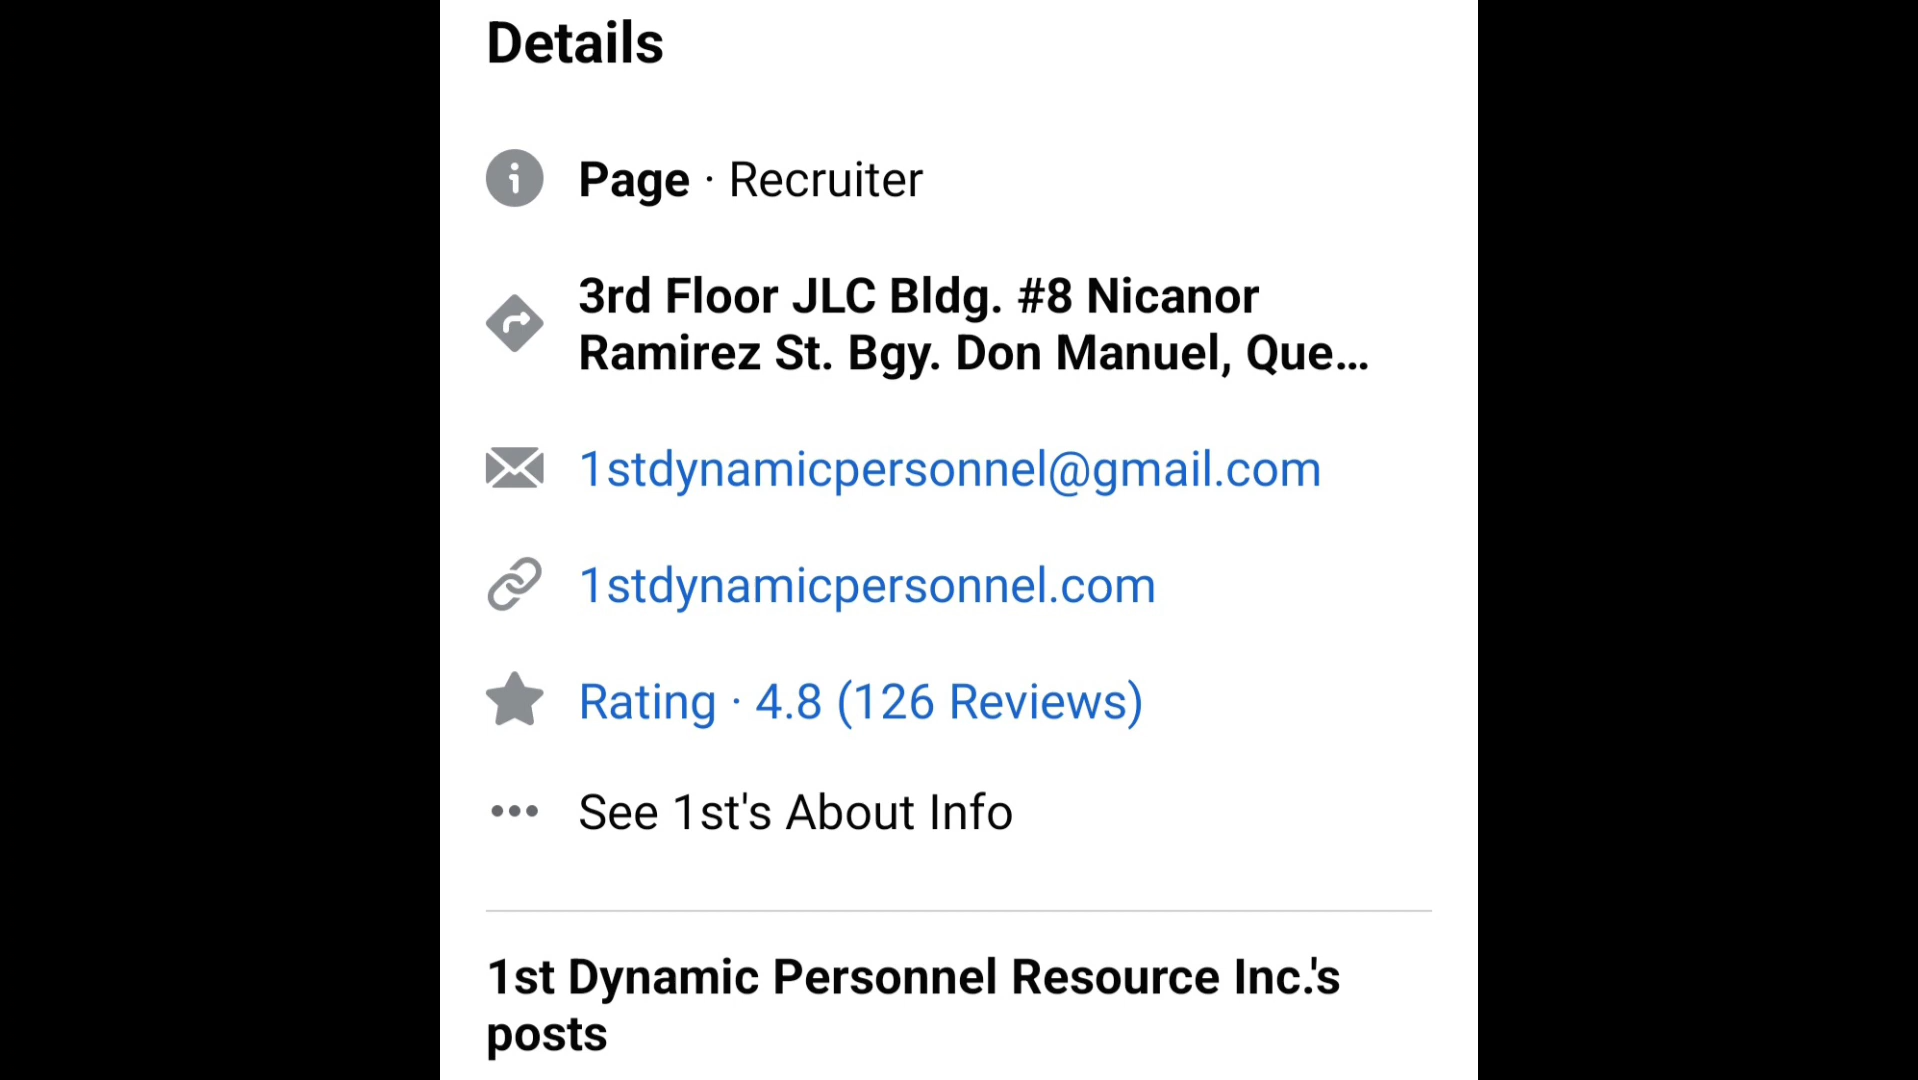 Details
Page · Recruiter
3rd Floor JLC Bldg. #8 Nicanor
Ramirez St. Bgy. Don Manuel, Que...
1stdynamicpersonnel@gmail.com
1stdynamicpersonnel.com
Rating · 4.8 (126 Reviews)
See 1st's About Info
1st Dynamic Personnel Resource Inc.'s
posts